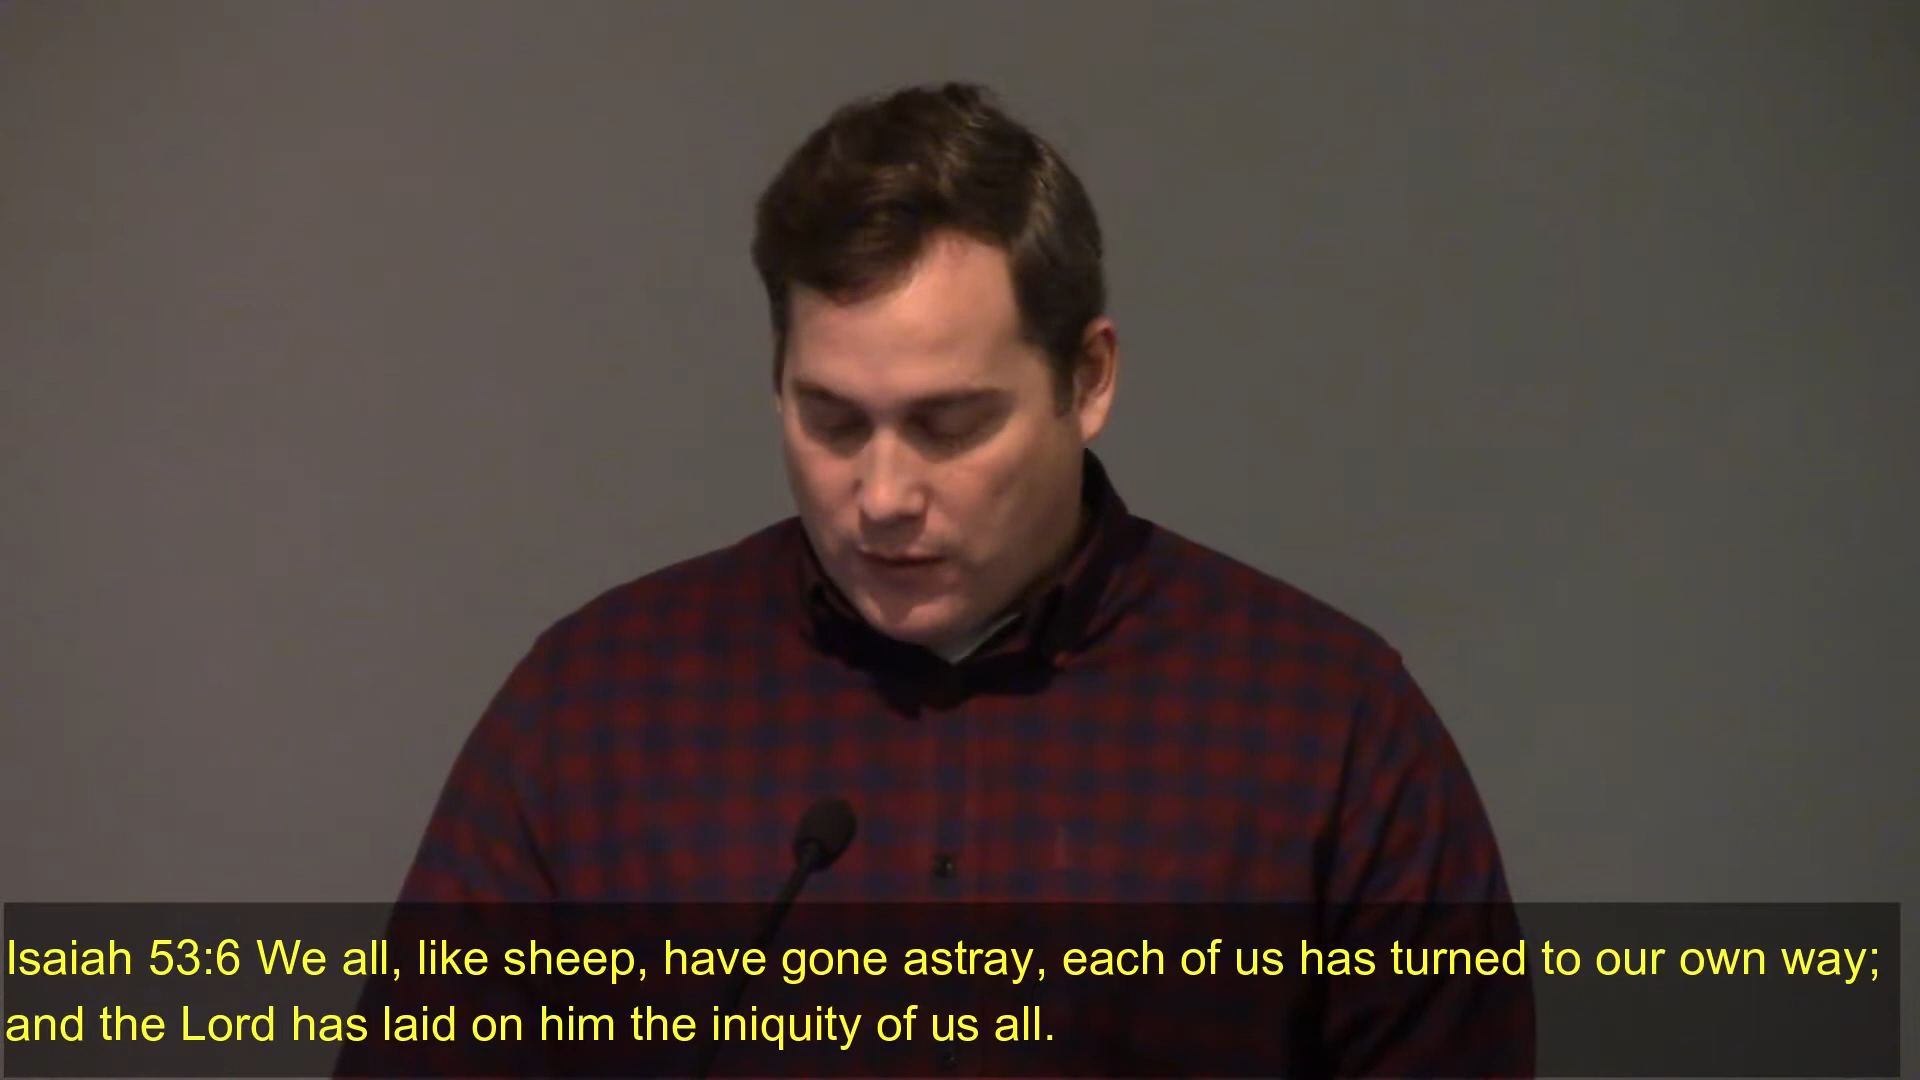 Isaiah 53:6 We all, like sheep, have gone astray, each of us has turned to our own way;
and the Lord has laid on him the iniquity of us all.